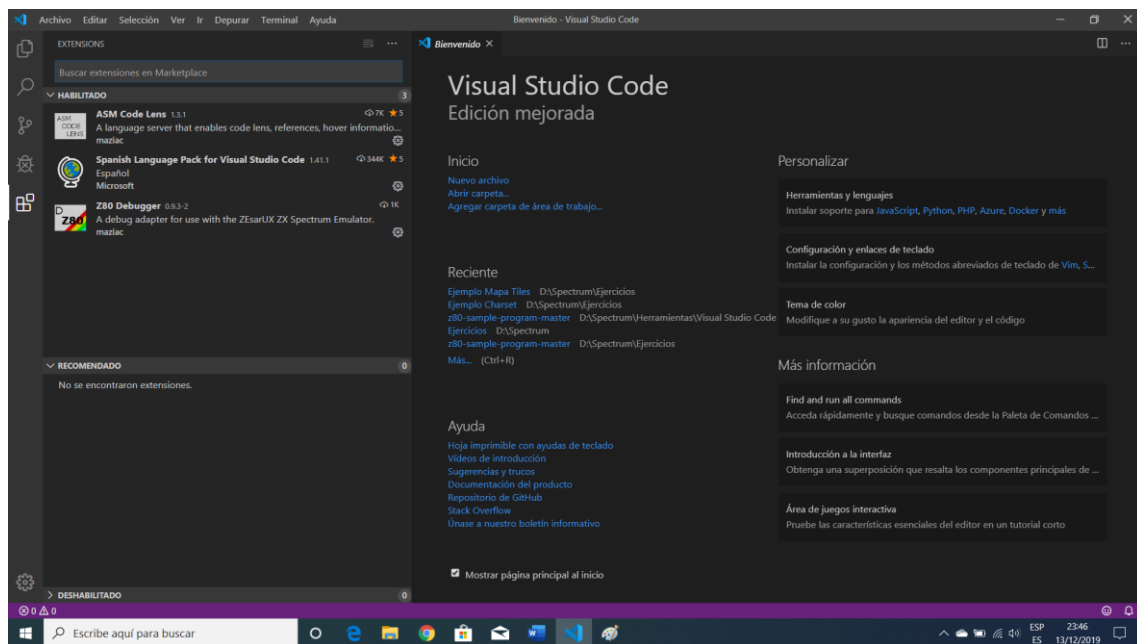 Archivo Editar Selección Ver Ir Depurar Terminal Ayuda
Bienvenido - Visual Studio Code
EXTENSIONS
Buscar extensiones en Marketplace
HABILITADO 3
ASM CODE LENS
ASM Code Lens 1.3.1 7K 5
A language server that enables code lens, references, hover informatio...
maziac
Spanish Language Pack for Visual Studio Code 1.41.1 344K 5
Español
Microsoft
D Z80
Z80 Debugger 0.9.3-2 1K
A debug adapter for use with the ZEsarUX ZX Spectrum Emulator.
maziac
RECOMENDADO 0
No se encontraron extensiones.
DESHABILITADO 0
Bienvenido
Visual Studio Code
Edición mejorada
Inicio
Nuevo archivo
Abrir carpeta...
Agregar carpeta de área de trabajo...
Reciente
Ejemplo Mapa Tiles D:\Spectrum\Ejercicios
Ejemplo Charset D:\Spectrum\Ejercicios
z80-sample-program-master D:\Spectrum\Herramientas\Visual Studio Code
Ejercicios D:\Spectrum
z80-sample-program-master D:\Spectrum\Ejercicios
Más... (Ctrl+R)
Ayuda
Hoja imprimible con ayudas de teclado
Vídeos de introducción
Sugerencias y trucos
Documentación del producto
Repositorio de GitHub
Stack Overflow
Únase a nuestro boletín informativo
Mostrar página principal al inicio
Personalizar
Herramientas y lenguajes
Instalar soporte para JavaScript, Python, PHP, Azure, Docker y más
Configuración y enlaces de teclado
Instalar la configuración y los métodos abreviados de teclado de Vim, S...
Tema de color
Modifique a su gusto la apariencia del editor y el código
Más información
Find and run all commands
Acceda rápidamente y busque comandos desde la Paleta de Comandos ...
Introducción a la interfaz
Obtenga una superposición que resalta los componentes principales de ...
Área de juegos interactiva
Pruebe las características esenciales del editor en un tutorial corto
0 0
Escribe aquí para buscar
ESP
ES
23:46
13/12/2019